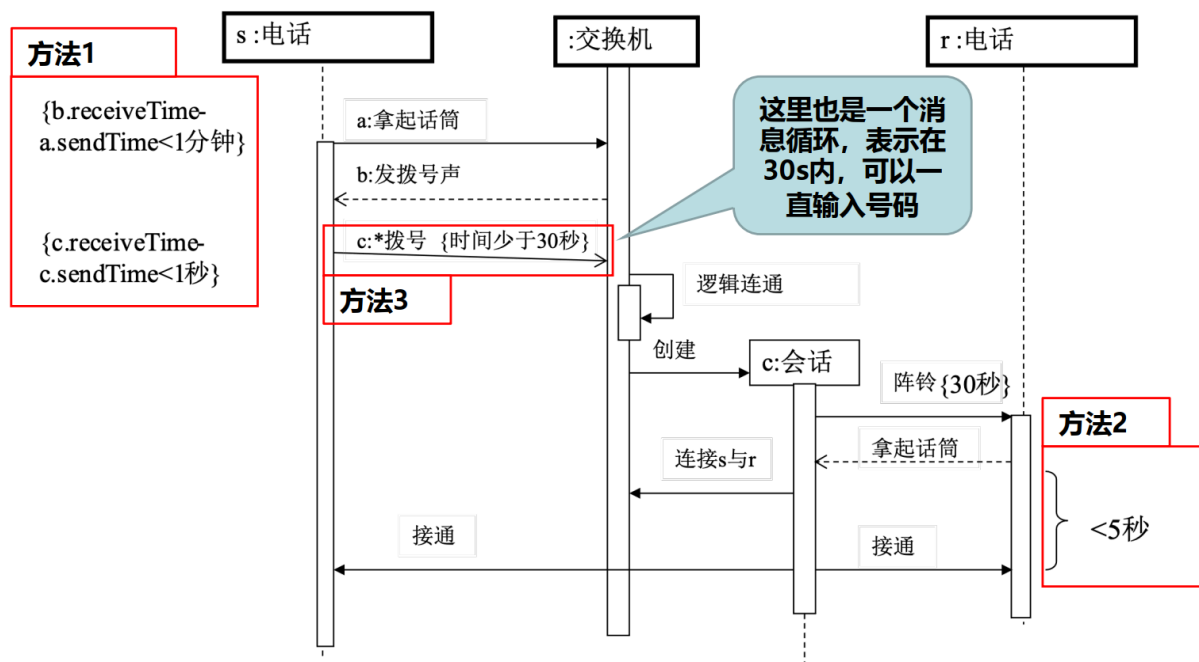 s :电话
:交换机
r :电话
方法1
{b.receiveTime-
a.sendTime<1分钟}
{c.receiveTime-
c.sendTime<1秒}
a:拿起话筒
b:发拨号声
c:*拨号 {时间少于30秒}
方法3
这里也是一个消
息循环，表示在
30s内，可以一
直输入号码
逻辑连通
创建
c:会话
阵铃{30秒}
方法2
拿起话筒
连接s与r
<5秒
接通
接通